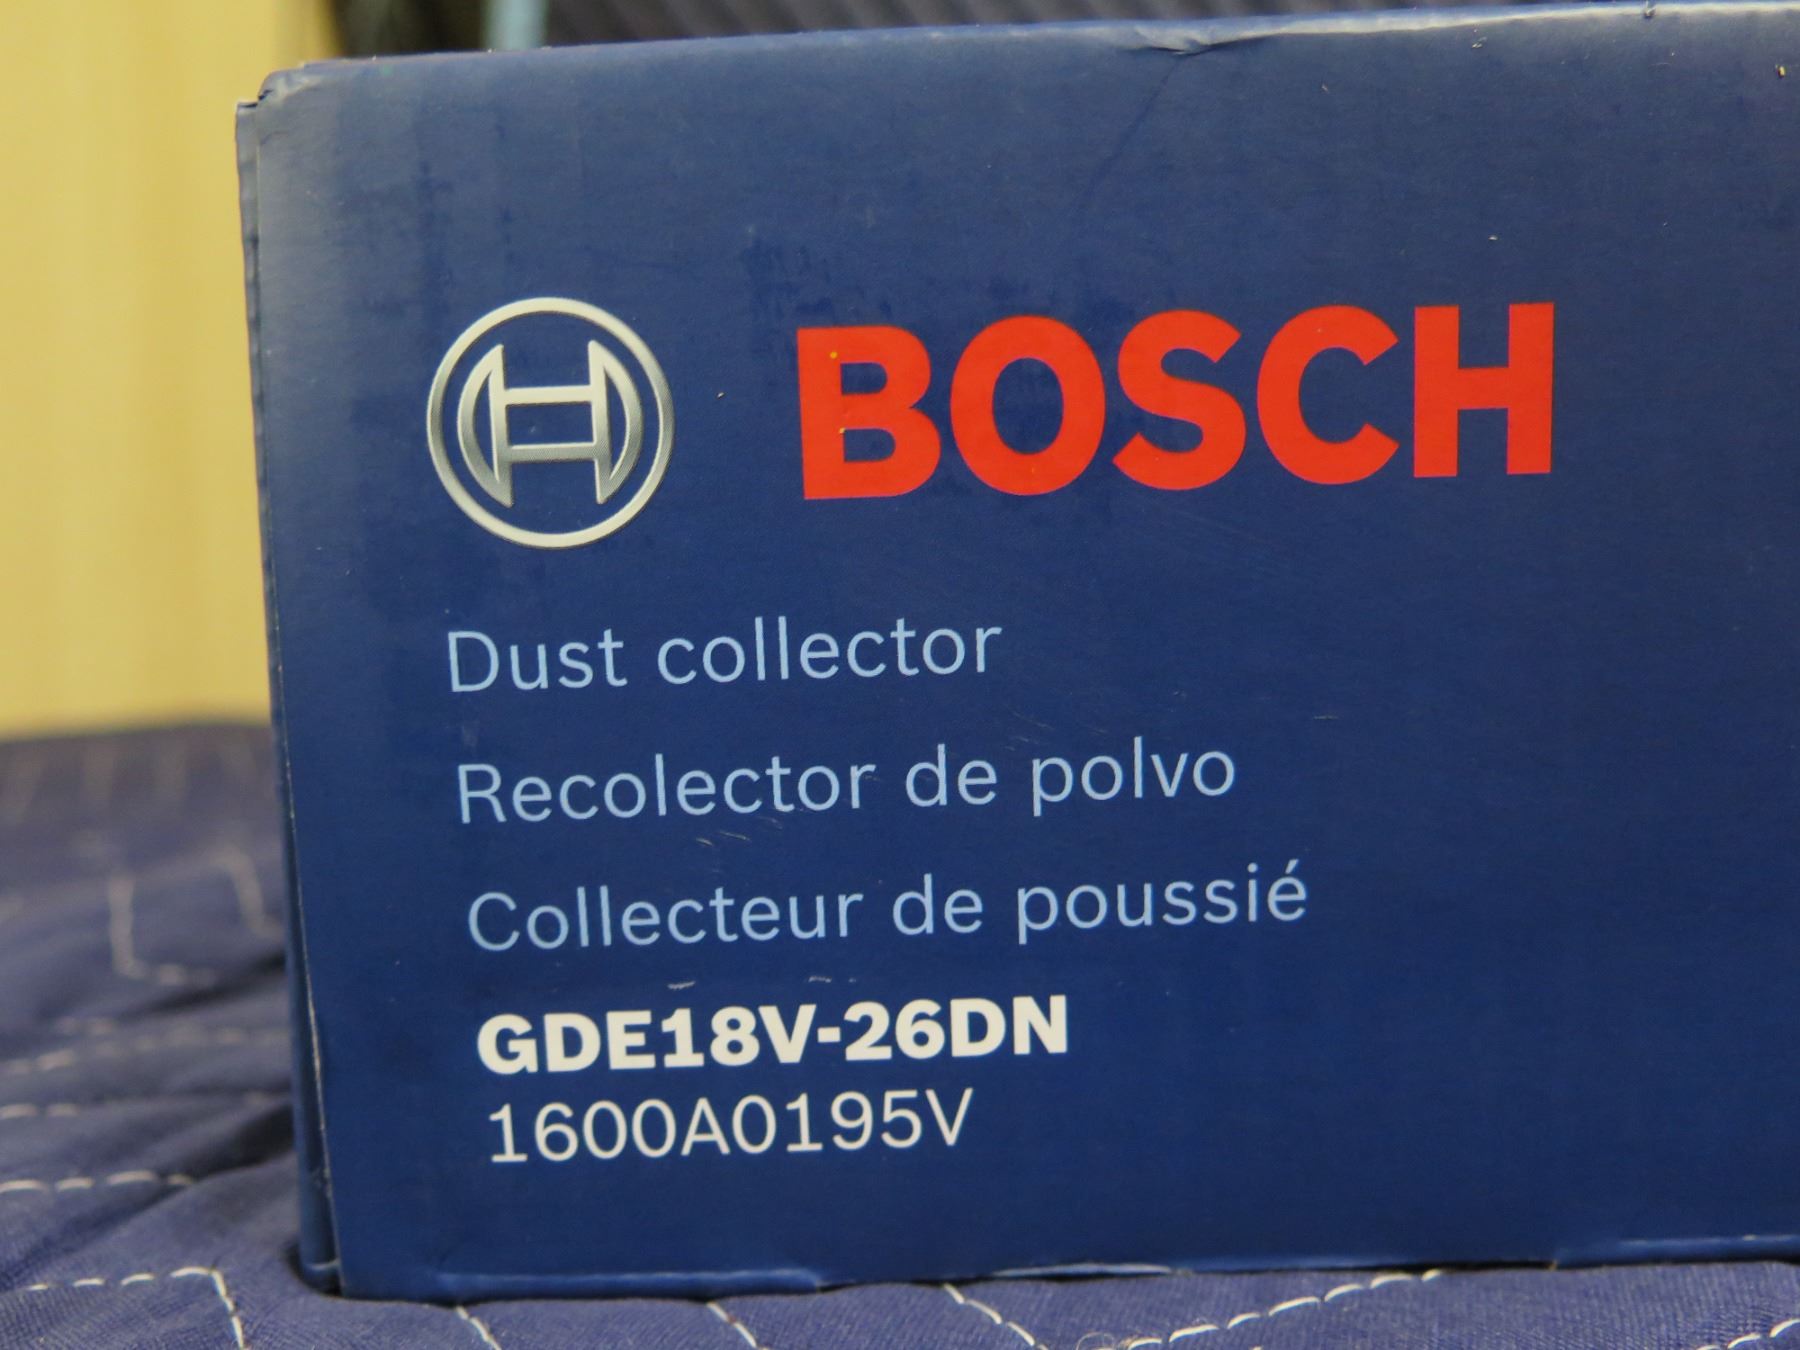 BOSCH
Dust collector
Recolector de polvo
Collecteur de poussié
GDE18V-26DN
1600A0195V